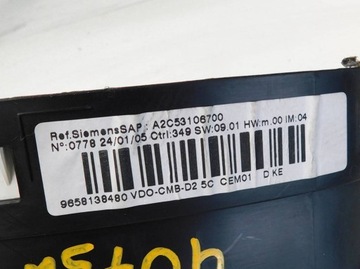 Ref.SiemensSAP.: A2C53106700
N°:0778 24/01/05 Ctrl:349 SW:09.01 HW:m.00 IM:04
9658138480 VDO-CMB-D2 5C CEM01 D KE